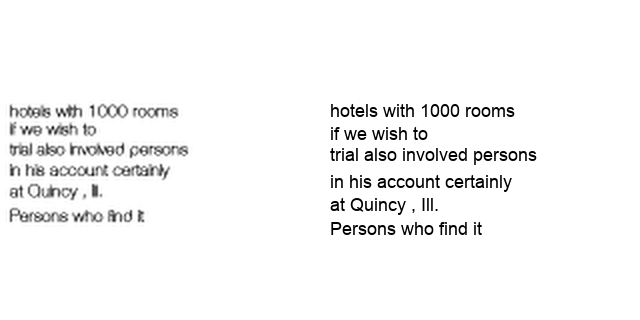 hotels with 1000 rooms
if we wish to
trial also involved persons
in his account certainly
at Quincy , Ill.
Persons who find it
hotels with 1000 rooms
if we wish to
trial also involved persons
in his account certainly
at Quincy , Ill.
Persons who find it